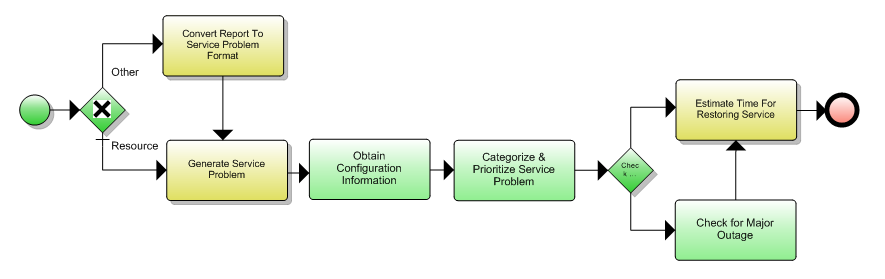 Convert Report To
Service Problem
Format
Other
Resource
Generate Service
Problem
Obtain
Configuration
Information
Categorize &
Prioritize Service
Problem
Chec
k ...
Estimate Time For
Restoring Service
Check for Major
Outage